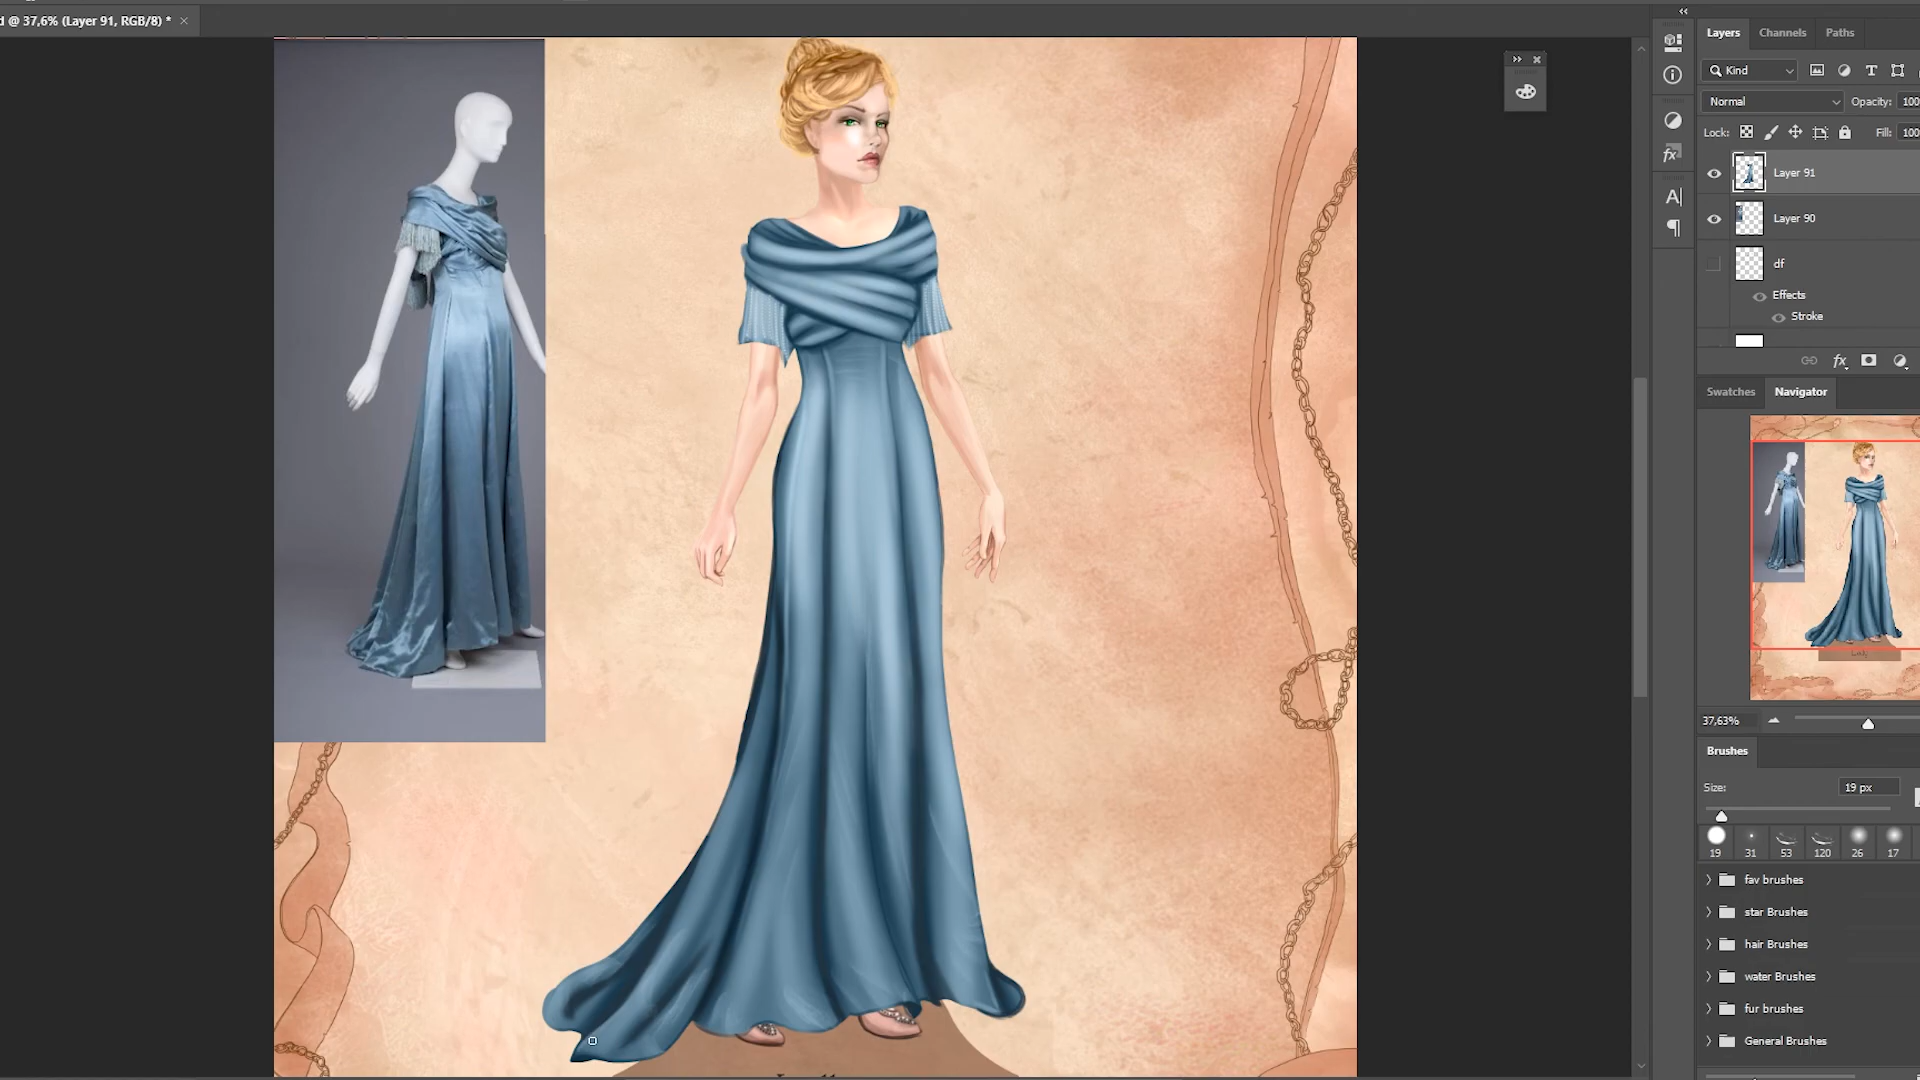 d @ 37,6% (Layer 91, RGB/8) *
Layers Channels Paths
Kind
Normal Opacity: 100
Lock: Fill: 100
Layer 91
Layer 90
df
Effects
Stroke
fx
Swatches Navigator
37,63%
Brushes
Size: 19 px
19 31 53 120 26 17
fav brushes
star Brushes
hair Brushes
water Brushes
fur brushes
General Brushes